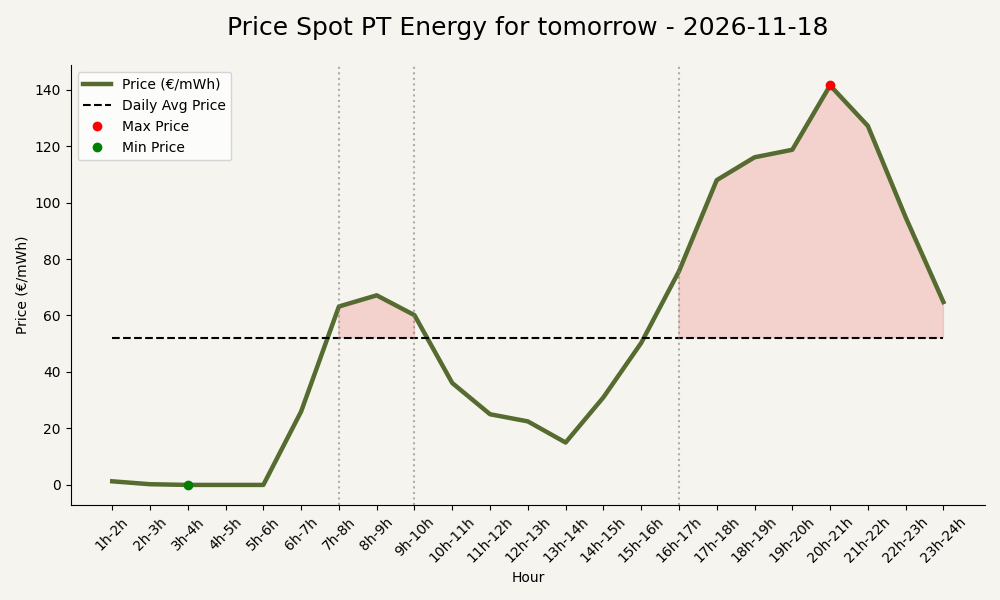 Price Spot PT Energy for tomorrow - 2026-11-18
Price (€/mWh)
Daily Avg Price
Max Price
Min Price
Price (€/mWh)
140
120
100
80
60
40
20
0
1h-2h
2h-3h
3h-4h
4h-5h
5h-6h
6h-7h
7h-8h
8h-9h
9h-10h
10h-11h
11h-12h
12h-13h
13h-14h
14h-15h
15h-16h
16h-17h
17h-18h
18h-19h
19h-20h
20h-21h
21h-22h
22h-23h
23h-24h
Hour